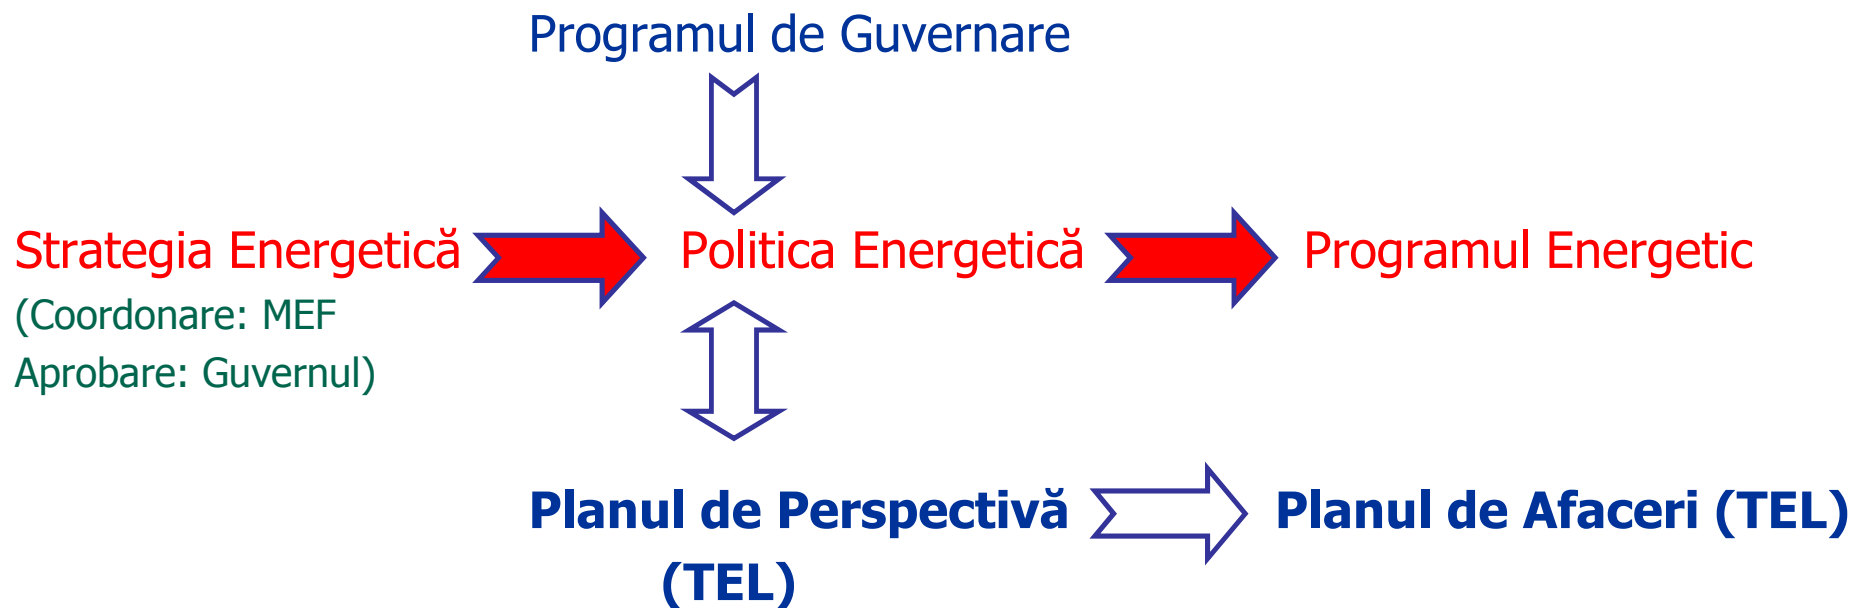 Programul de Guvernare
Strategia Energetică
Politica Energetică
Programul Energetic
(Coordonare: MEF
Aprobare: Guvernul)
Planul de Perspectivă
(TEL)
Planul de Afaceri (TEL)